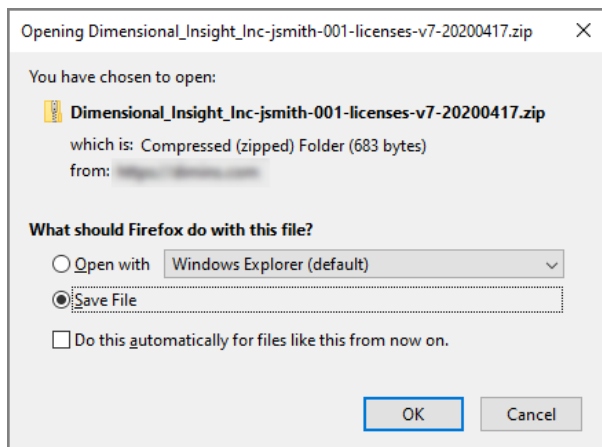 Opening Dimensional_Insight_Inc-jsmith-001-licenses-v7-20200417.zip
You have chosen to open:
Dimensional_Insight_Inc-jsmith-001-licenses-v7-20200417.zip
which is: Compressed (zipped) Folder (683 bytes)
from:
What should Firefox do with this file?
Open with Windows Explorer (default)
Save File
Do this automatically for files like this from now on.
OK Cancel